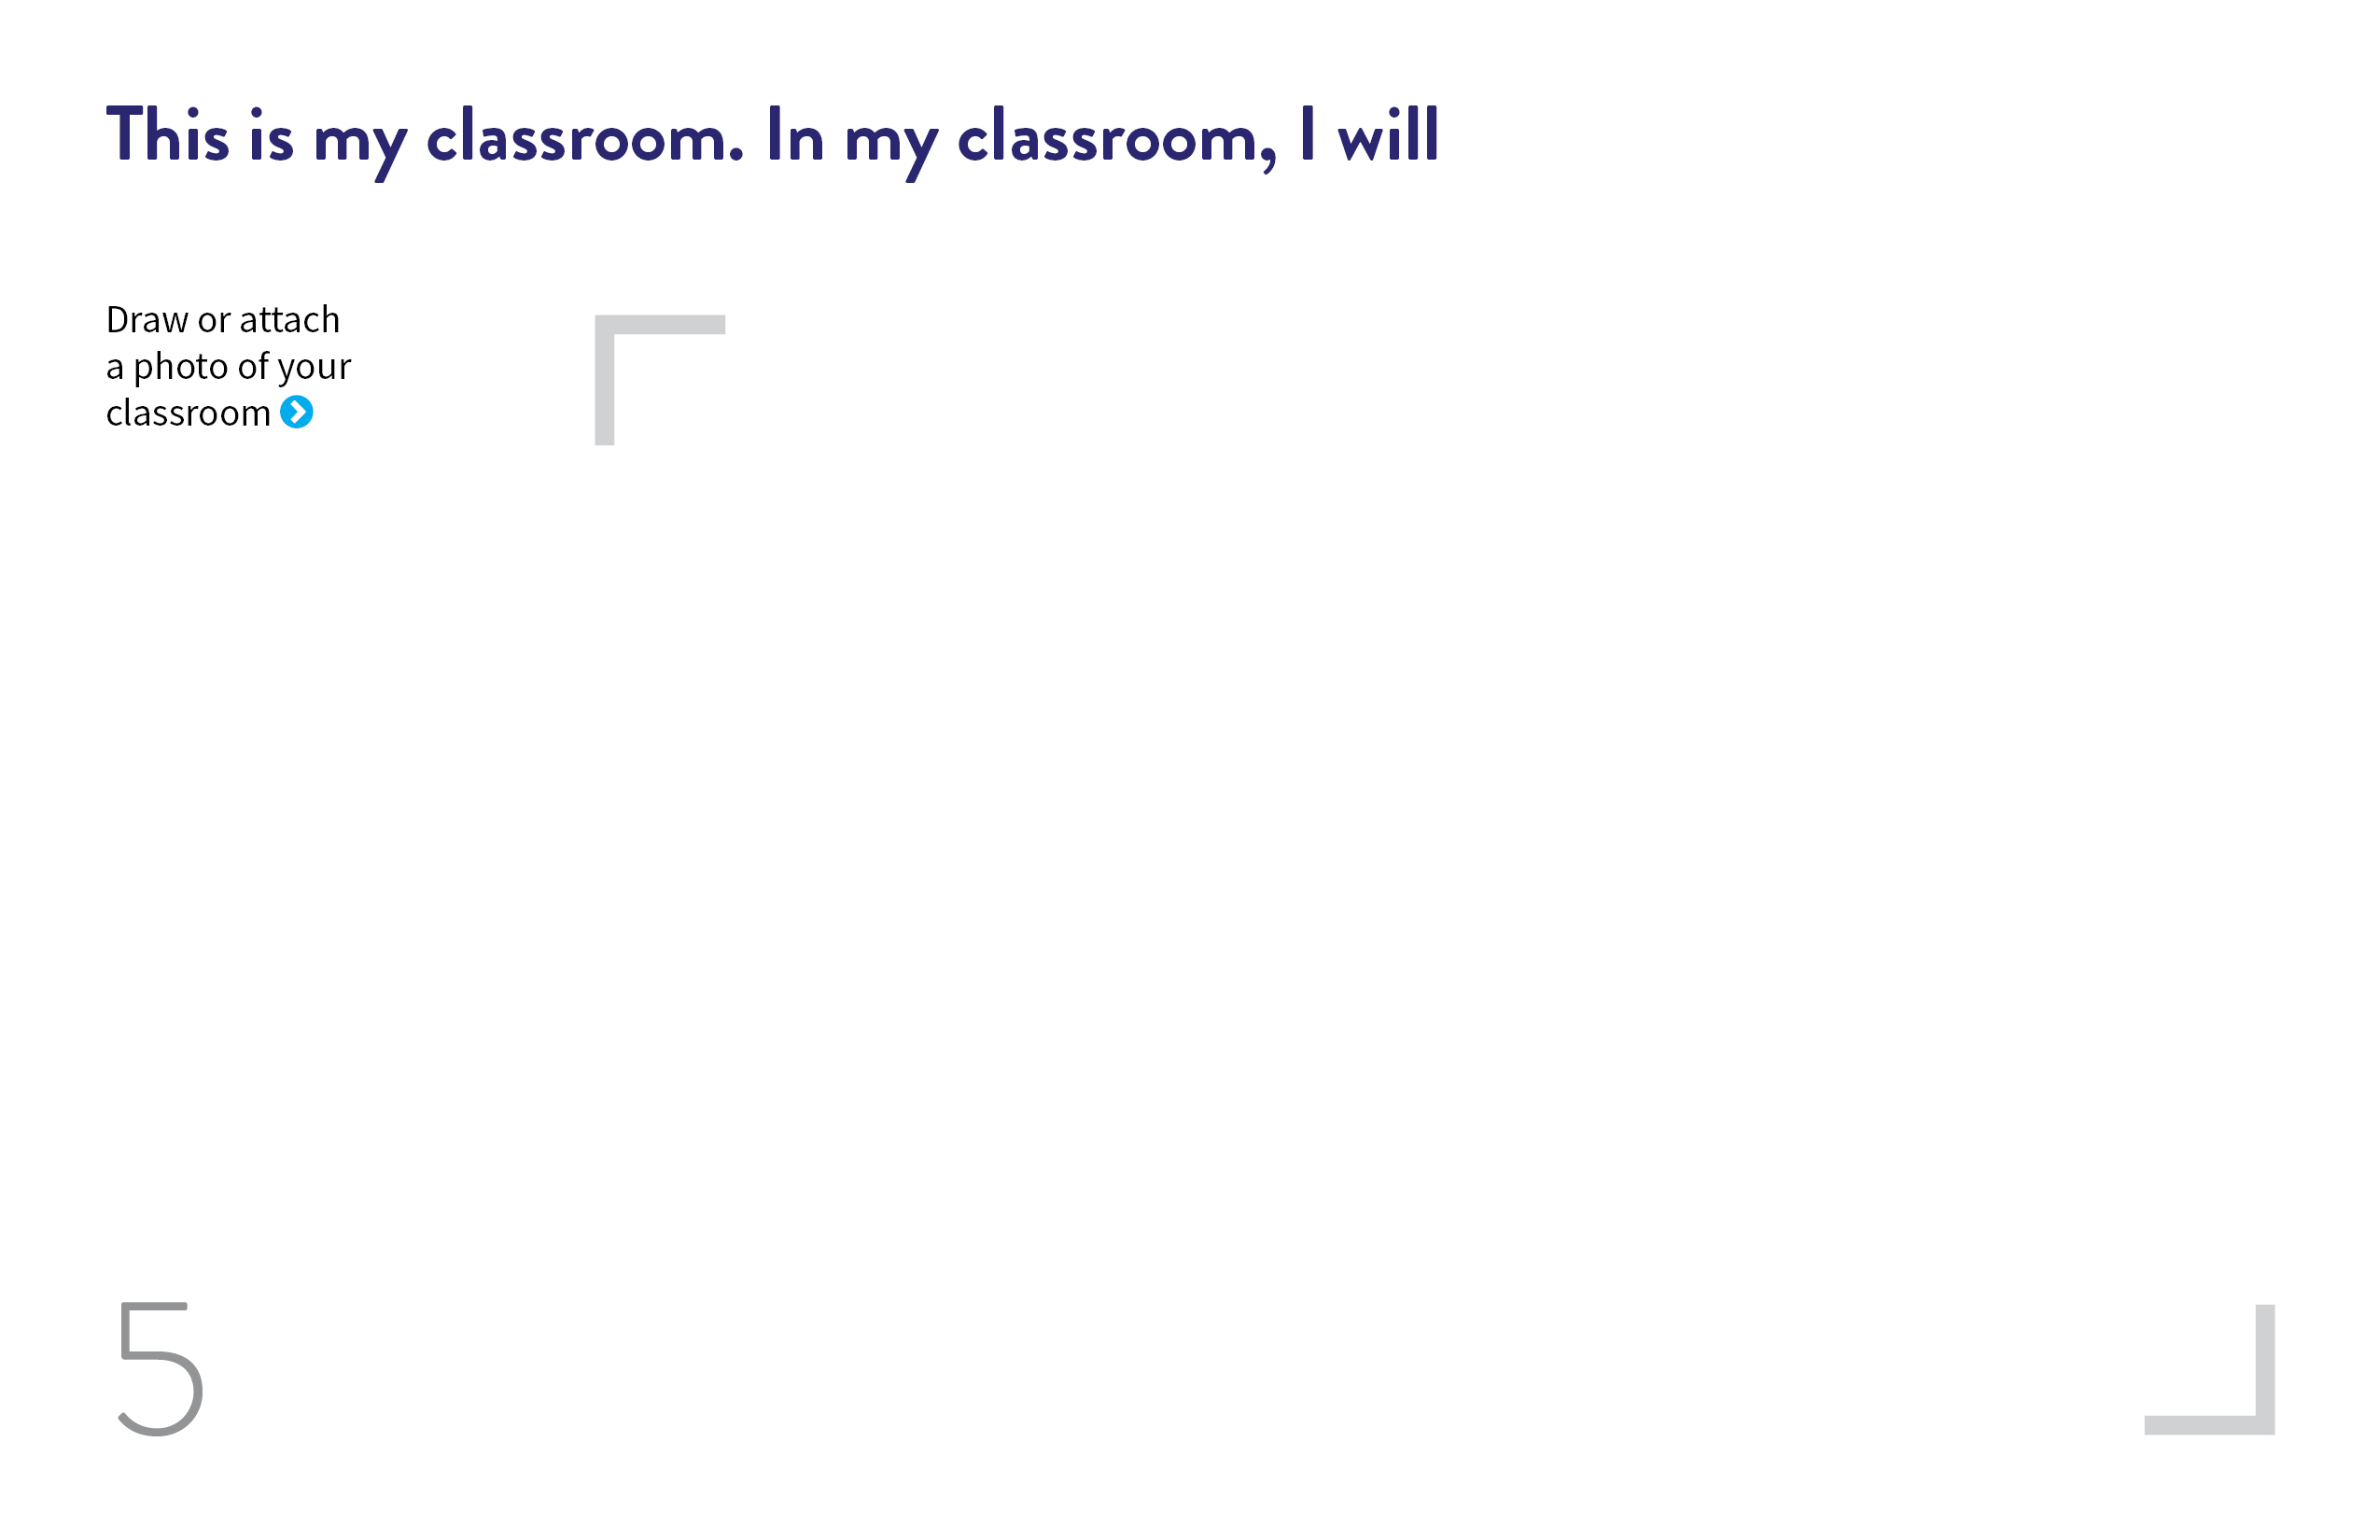 This is my classroom. In my classroom, I will
Draw or attach
a photo of your
classroom
5